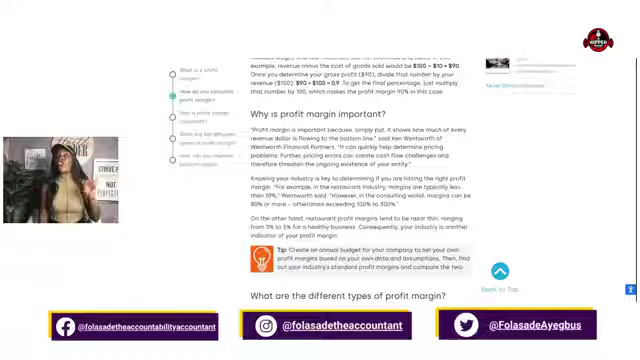 example, revenue minus the cost of goods sold would be $100 - $10 = $90.
Once you determine your gross profit ($90), divide that number by your
revenue ($100): $90 ÷ $100 = 0.9. To get the final percentage, just multiply
that number by 100, which makes the profit margin 90% in this case.
What is a profit
margin?
How do you calculate
profit margin?
Why is profit margin important?
"Profit margin is important because, simply put, it shows how much of every
revenue dollar is flowing to the bottom line," said Ken Wentworth of
Wentworth Financial Partners. "It can quickly help determine pricing
problems. Further, pricing errors can create cash flow challenges and
therefore threaten the ongoing existence of your entity."
Knowing your industry is key to determining if you are hitting the right profit
margin. "For example, in the restaurant industry, margins are typically less
than 10%," Wentworth said. "However, in the consulting world, margins can be
80% or more – oftentimes exceeding 100% to 300%."
On the other hand, restaurant profit margins tend to be razor thin, ranging
from 3% to 5% for a healthy business. Consequently, your industry is another
indicator of your profit margin.
Tip: Create an annual budget for your company to set your own
profit margins based on your own data and assumptions. Then, find
out your industry's standard profit margins and compare the two.
Back to Top
What are the different types of profit margin?
@folasadetheaccountabilityaccountant
@folasadetheaccountant
@FolasadeAyegbus